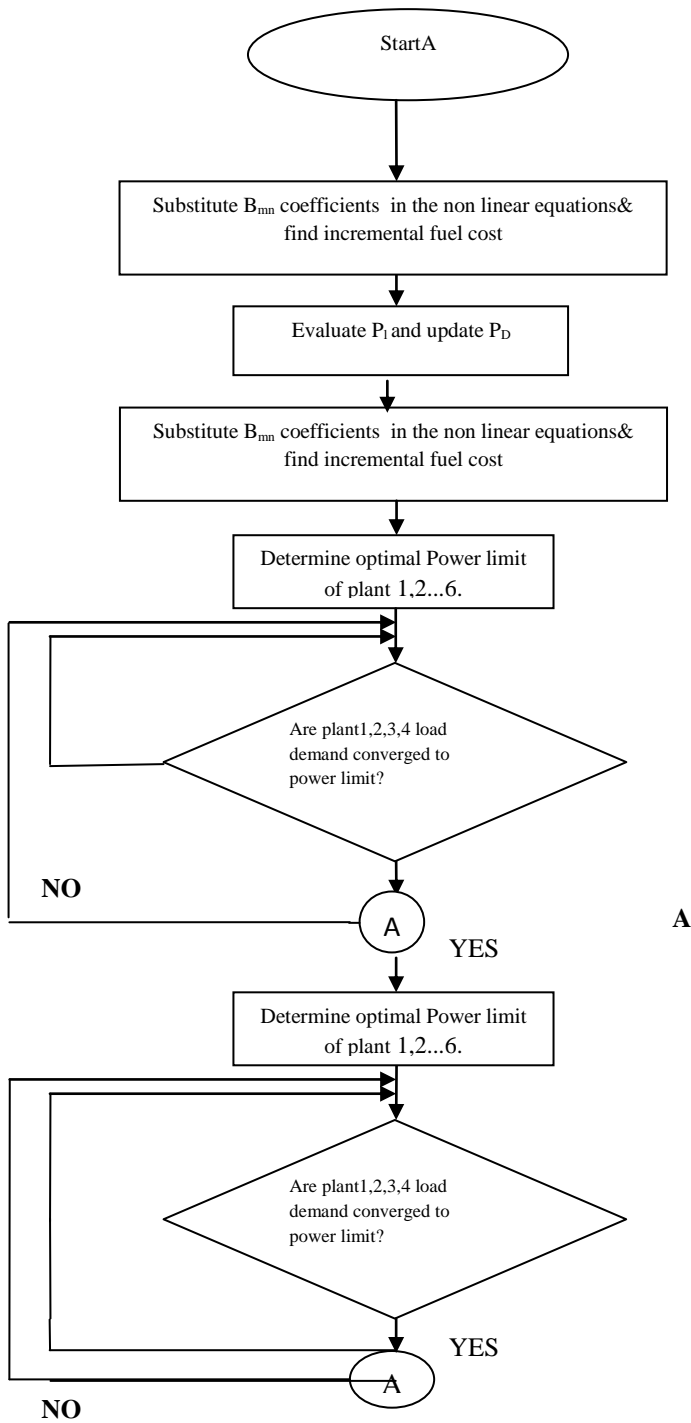 StartA
Substitute Bmn coefficients in the non linear equations&
find incremental fuel cost
Evaluate Pl and update PD
Substitute Bmn coefficients in the non linear equations&
find incremental fuel cost
Determine optimal Power limit
of plant 1,2...6.
Are plant1,2,3,4 load
demand converged to
power limit?
NO
A
A
YES
Determine optimal Power limit
of plant 1,2...6.
Are plant1,2,3,4 load
demand converged to
power limit?
YES
A
NO